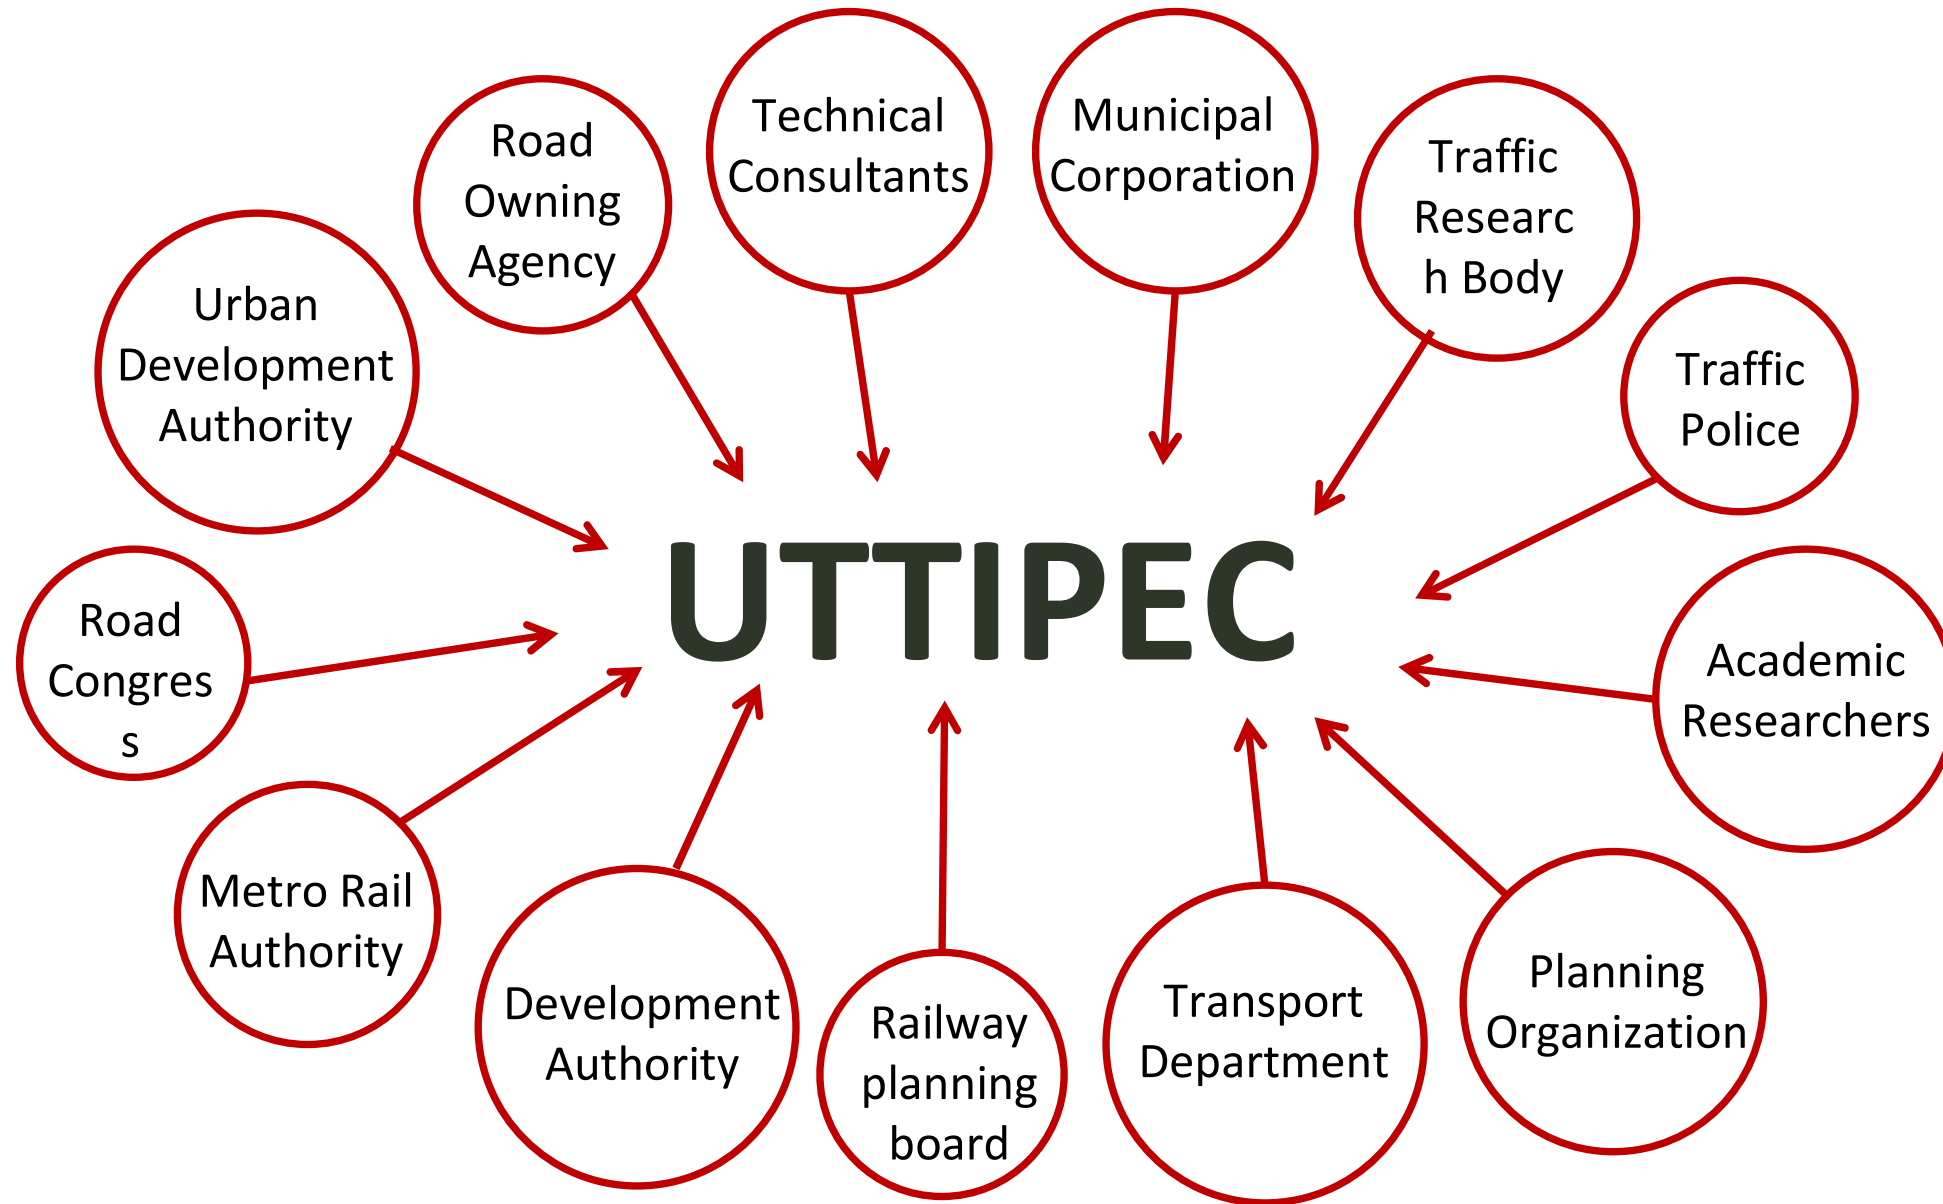 Technical
Consultants
Municipal
Corporation
Road
Owning
Agency
Traffic
Researc
h Body
Urban
Development
Authority
Traffic
Police
UTTIPEC
Road
Congres
s
Academic
Researchers
Metro Rail
Authority
Development
Authority
Railway
planning
board
Transport
Department
Planning
Organization